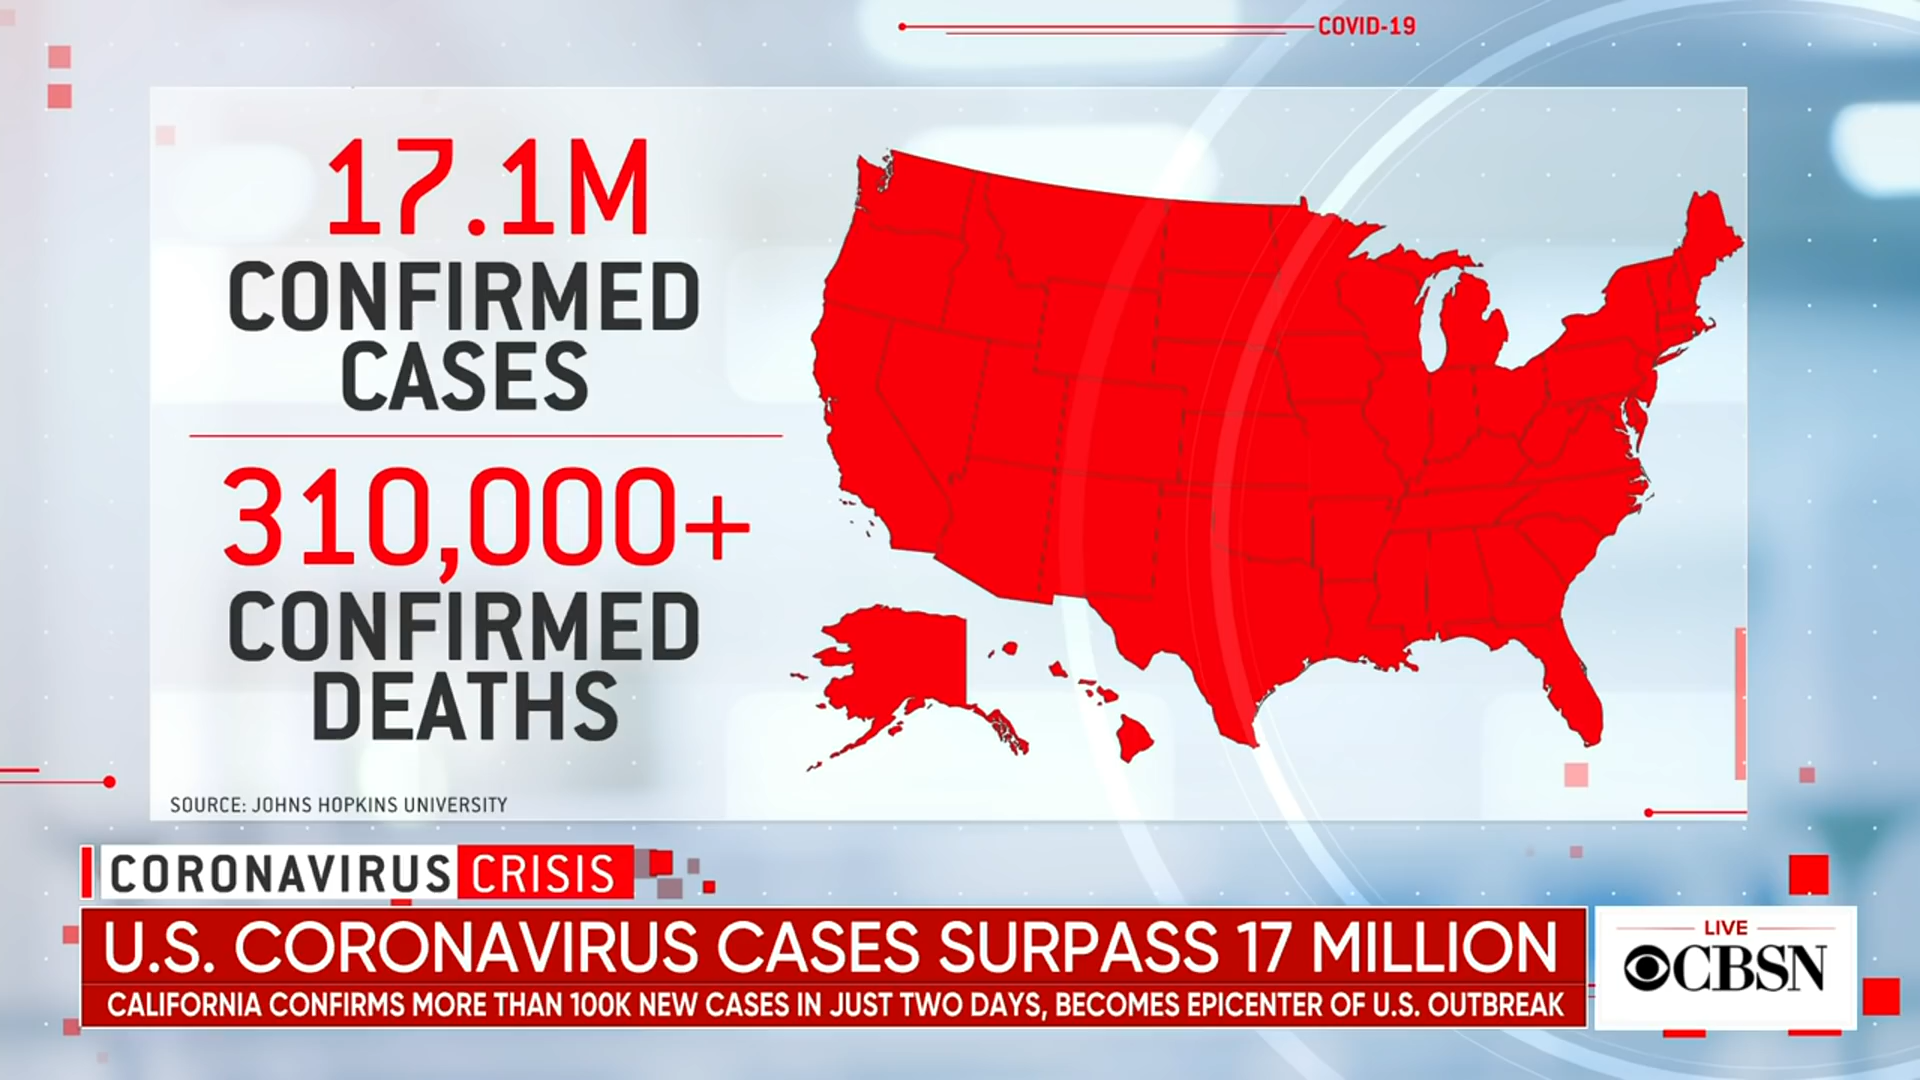 COVID-19
17.1M
CONFIRMED
CASES
310,000+
CONFIRMED
DEATHS
SOURCE: JOHNS HOPKINS UNIVERSITY
CORONAVIRUS CRISIS
U.S. CORONAVIRUS CASES SURPASS 17 MILLION
CALIFORNIA CONFIRMS MORE THAN 100K NEW CASES IN JUST TWO DAYS, BECOMES EPICENTER OF U.S. OUTBREAK
LIVE
CBSN